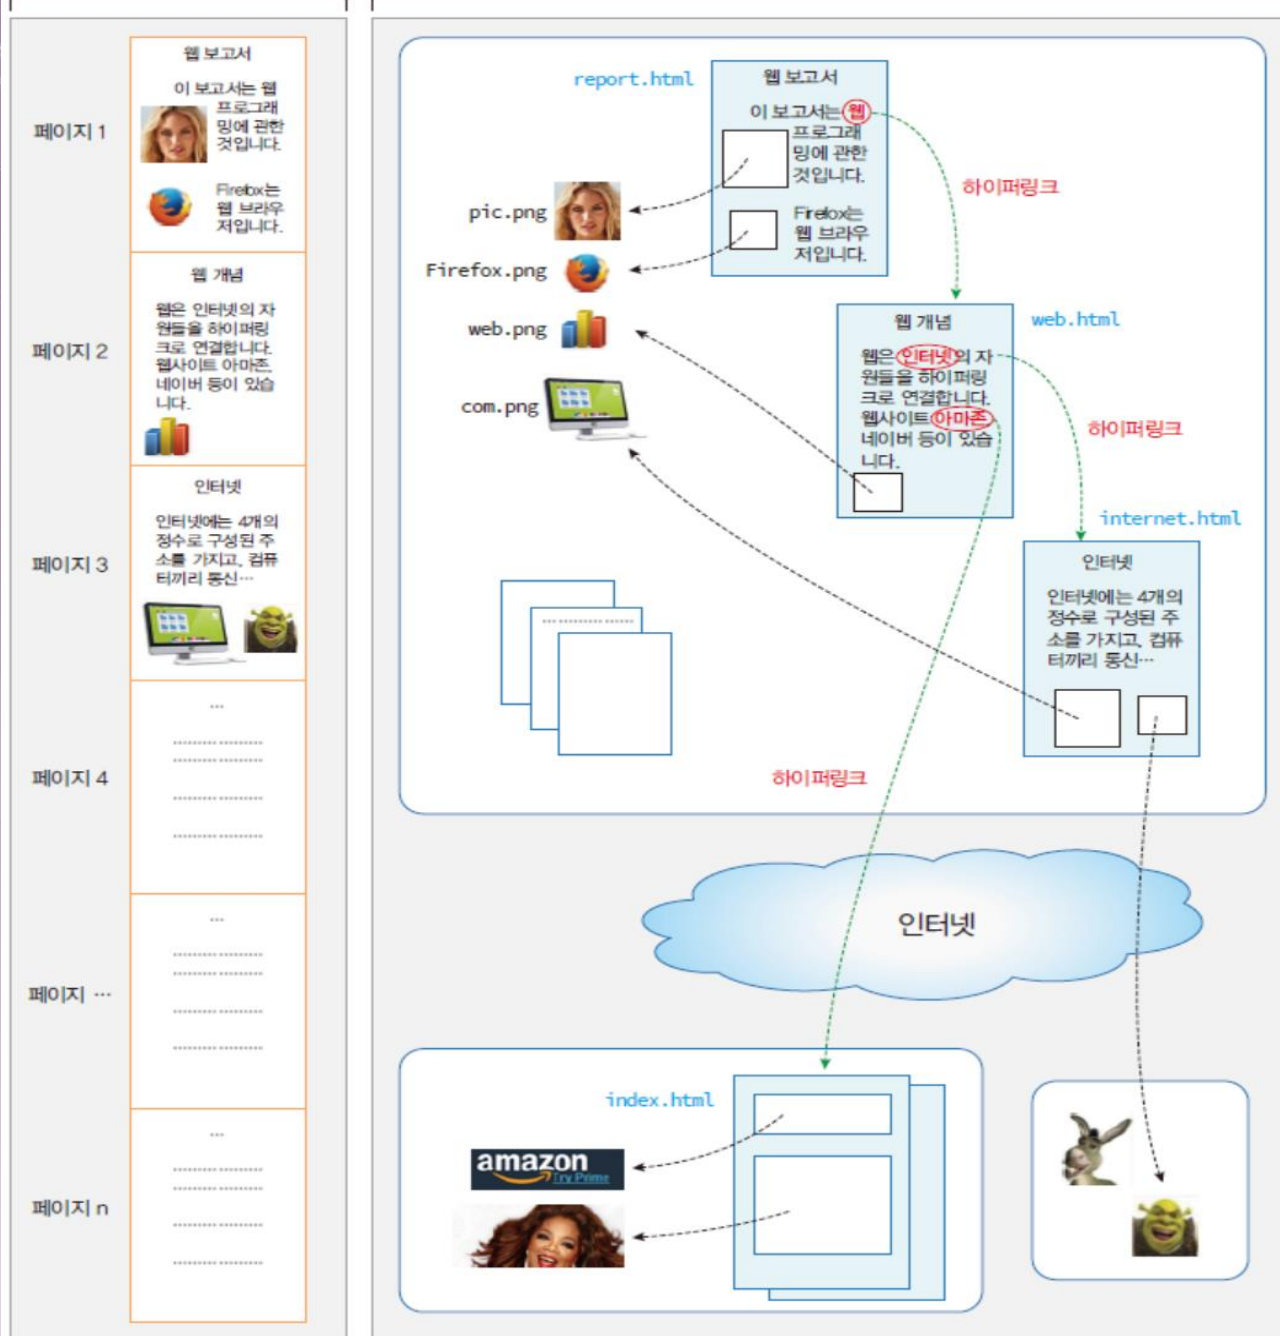 페이지 1
웹 보고서
이 보고서는 웹
프로그래
밍에 관한
것입니다.
Firefox는
웹 브라우
저입니다.
페이지 2
웹 개념
웹은 인터넷의 자
원들을 하이퍼링
크로 연결합니다.
웹사이트 아마존,
네이버 등이 있습
니다.
페이지 3
인터넷
인터넷에는 4개의
정수로 구성된 주
소를 가지고, 컴퓨
터끼리 통신…
페이지 4
…
페이지 …
…
페이지 n
…
report.html
웹 보고서
이 보고서는 웹
프로그래
밍에 관한
것입니다.
Firefox는
웹 브라우
저입니다.
하이퍼링크
pic.png
Firefox.png
web.png
com.png
web.html
웹 개념
웹은 인터넷의 자
원들을 하이퍼링
크로 연결합니다.
웹사이트 아마존,
네이버 등이 있습
니다.
하이퍼링크
internet.html
인터넷
인터넷에는 4개의
정수로 구성된 주
소를 가지고, 컴퓨
터끼리 통신…
하이퍼링크
인터넷
index.html
amazon
Try Prime